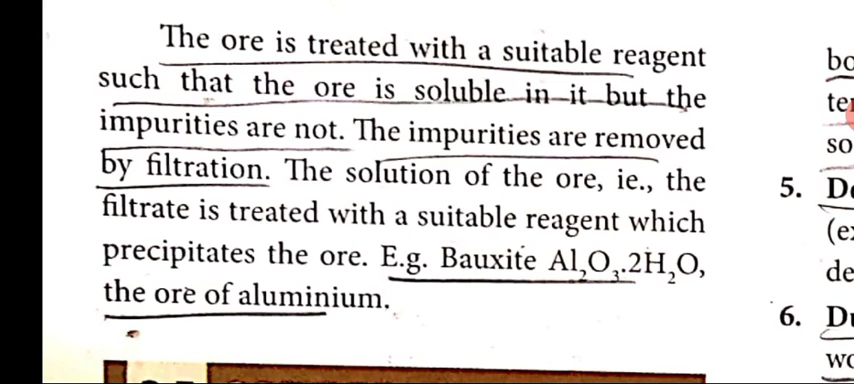 The ore is treated with a suitable reagent
such that the ore is soluble in it but the
impurities are not. The impurities are removed
by filtration. The solution of the ore, ie., the
filtrate is treated with a suitable reagent which
precipitates the ore. E.g. Bauxite Al₂O₃.2H₂O,
the ore of aluminium.
5.
6.